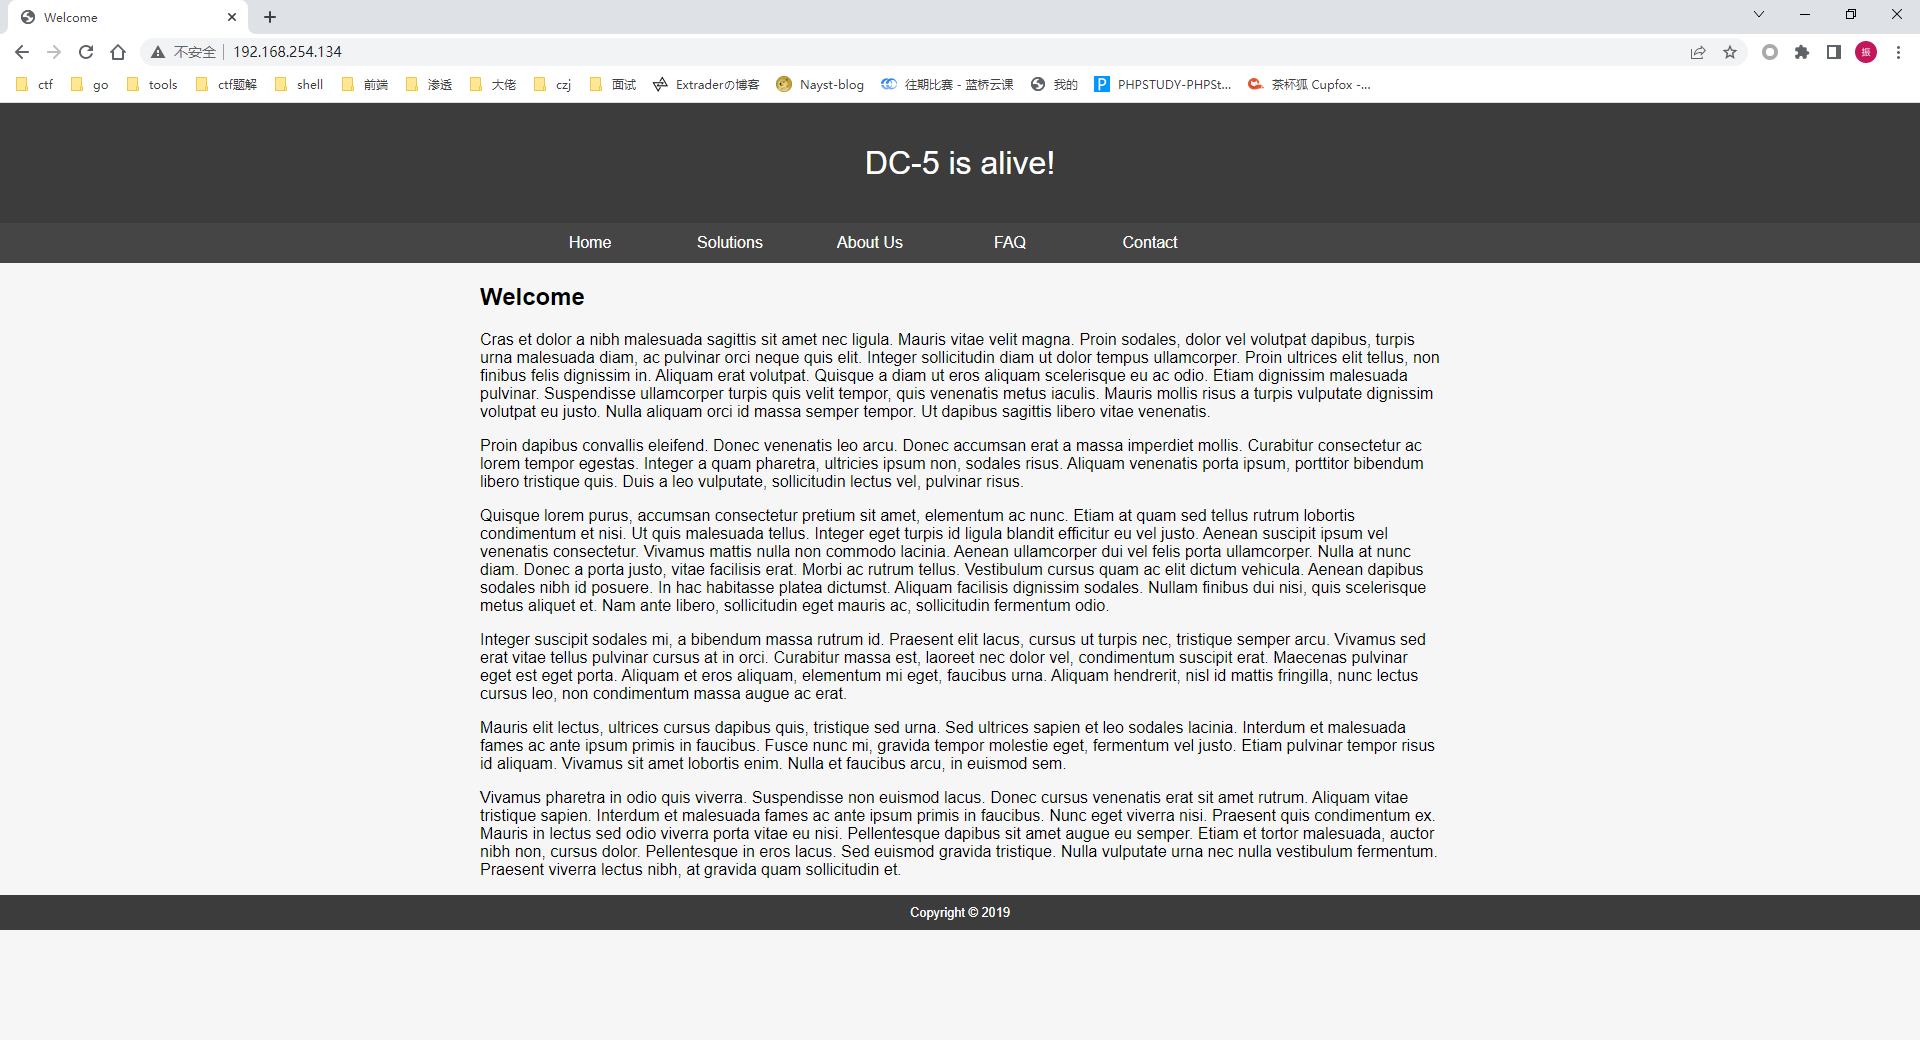 Welcome
不安全 192.168.254.134
振
ctf go tools ctf题解 shell 前端 渗透 大佬 czj 面试 Extraderの博客 Nayst-blog 往期比赛 - 蓝桥云课 我的 PHPSTUDY-PHPSt... 茶杯狐 Cupfox -...
DC-5 is alive!
Home Solutions About Us FAQ Contact
Welcome
Cras et dolor a nibh malesuada sagittis sit amet nec ligula. Mauris vitae velit magna. Proin sodales, dolor vel volutpat dapibus, turpis
urna malesuada diam, ac pulvinar orci neque quis elit. Integer sollicitudin diam ut dolor tempus ullamcorper. Proin ultrices elit tellus, non
finibus felis dignissim in. Aliquam erat volutpat. Quisque a diam ut eros aliquam scelerisque eu ac odio. Etiam dignissim malesuada
pulvinar. Suspendisse ullamcorper turpis quis velit tempor, quis venenatis metus iaculis. Mauris mollis risus a turpis vulputate dignissim
volutpat eu justo. Nulla aliquam orci id massa semper tempor. Ut dapibus sagittis libero vitae venenatis.
Proin dapibus convallis eleifend. Donec venenatis leo arcu. Donec accumsan erat a massa imperdiet mollis. Curabitur consectetur ac
lorem tempor egestas. Integer a quam pharetra, ultricies ipsum non, sodales risus. Aliquam venenatis porta ipsum, porttitor bibendum
libero tristique quis. Duis a leo vulputate, sollicitudin lectus vel, pulvinar risus.
Quisque lorem purus, accumsan consectetur pretium sit amet, elementum ac nunc. Etiam at quam sed tellus rutrum lobortis
condimentum et nisi. Ut quis malesuada tellus. Integer eget turpis id ligula blandit efficitur eu vel justo. Aenean suscipit ipsum vel
venenatis consectetur. Vivamus mattis nulla non commodo lacinia. Aenean ullamcorper dui vel felis porta ullamcorper. Nulla at nunc
diam. Donec a porta justo, vitae facilisis erat. Morbi ac rutrum tellus. Vestibulum cursus quam ac elit dictum vehicula. Aenean dapibus
sodales nibh id posuere. In hac habitasse platea dictumst. Aliquam facilisis dignissim sodales. Nullam finibus dui nisi, quis scelerisque
metus aliquet et. Nam ante libero, sollicitudin eget mauris ac, sollicitudin fermentum odio.
Integer suscipit sodales mi, a bibendum massa rutrum id. Praesent elit lacus, cursus ut turpis nec, tristique semper arcu. Vivamus sed
erat vitae tellus pulvinar cursus at in orci. Curabitur massa est, laoreet nec dolor vel, condimentum suscipit erat. Maecenas pulvinar
eget est eget porta. Aliquam et eros aliquam, elementum mi eget, faucibus urna. Aliquam hendrerit, nisl id mattis fringilla, nunc lectus
cursus leo, non condimentum massa augue ac erat.
Mauris elit lectus, ultrices cursus dapibus quis, tristique sed urna. Sed ultrices sapien et leo sodales lacinia. Interdum et malesuada
fames ac ante ipsum primis in faucibus. Fusce nunc mi, gravida tempor molestie eget, fermentum vel justo. Etiam pulvinar tempor risus
id aliquam. Vivamus sit amet lobortis enim. Nulla et faucibus arcu, in euismod sem.
Vivamus pharetra in odio quis viverra. Suspendisse non euismod lacus. Donec cursus venenatis erat sit amet rutrum. Aliquam vitae
tristique sapien. Interdum et malesuada fames ac ante ipsum primis in faucibus. Nunc eget viverra nisi. Praesent quis condimentum ex.
Mauris in lectus sed odio viverra porta vitae eu nisi. Pellentesque dapibus sit amet augue eu semper. Etiam et tortor malesuada, auctor
nibh non, cursus dolor. Pellentesque in eros lacus. Sed euismod gravida tristique. Nulla vulputate urna nec nulla vestibulum fermentum.
Praesent viverra lectus nibh, at gravida quam sollicitudin et.
Copyright © 2019